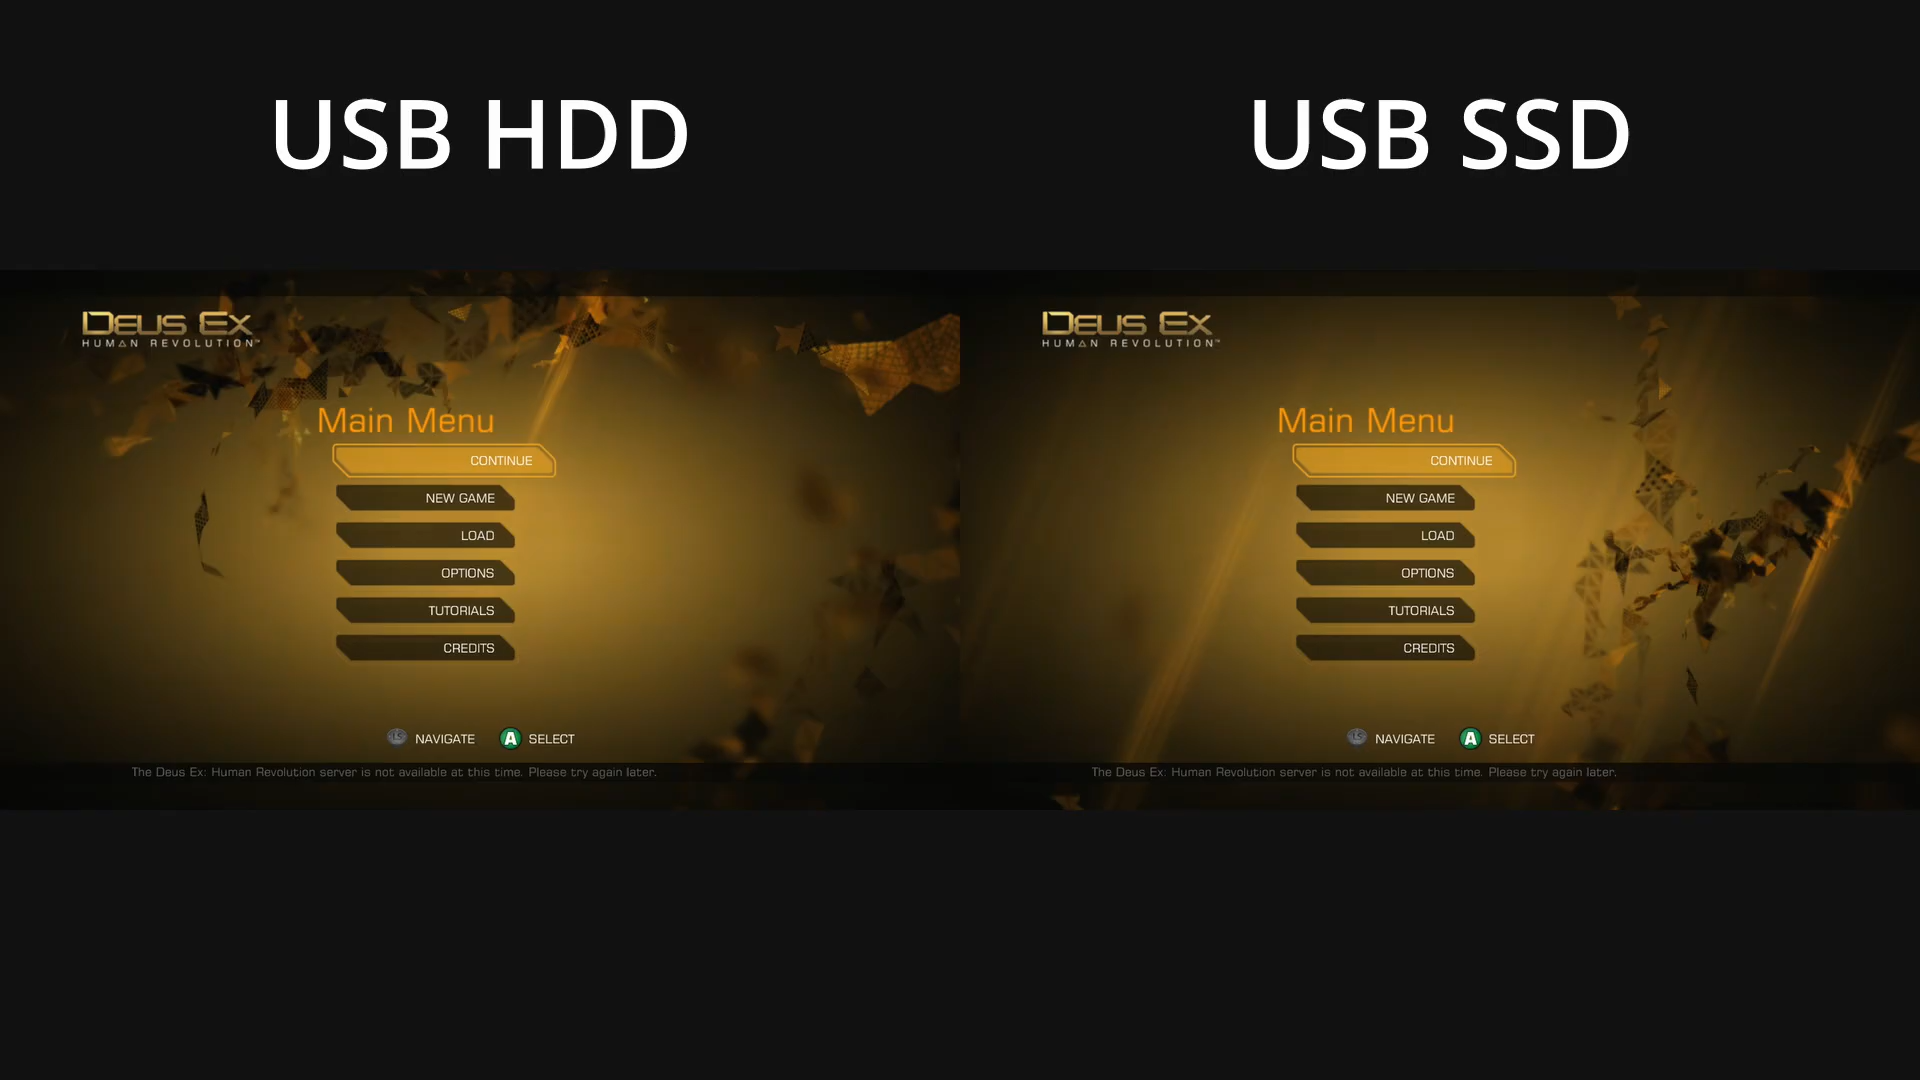 USB HDD
USB SSD
DEUS EX
HUMAN REVOLUTION™
Main Menu
CONTINUE
NEW GAME
LOAD
OPTIONS
TUTORIALS
CREDITS
LS NAVIGATE A SELECT
The Deus Ex: Human Revolution server is not available at this time. Please try again later.
DEUS EX
HUMAN REVOLUTION™
Main Menu
CONTINUE
NEW GAME
LOAD
OPTIONS
TUTORIALS
CREDITS
LS NAVIGATE A SELECT
The Deus Ex: Human Revolution server is not available at this time. Please try again later.